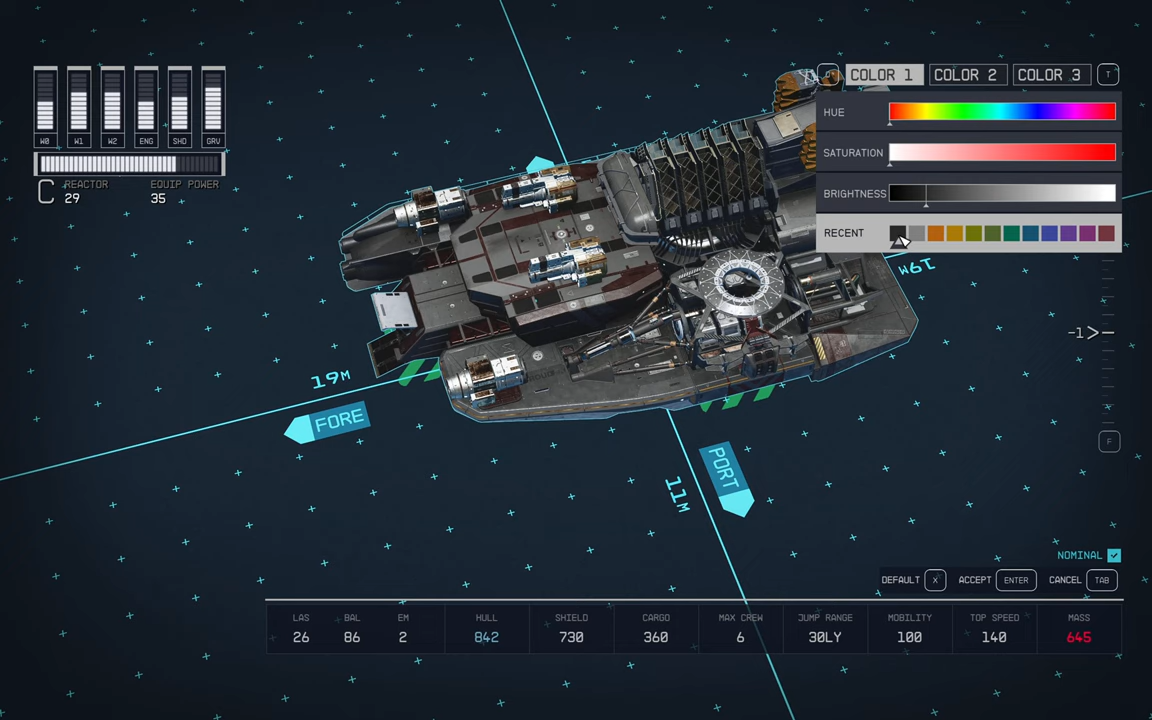 W0 W1 W2 ENG SHD GRV
C REACTOR 29 EQUIP POWER 35
COLOR 1 COLOR 2 COLOR 3 T
HUE
SATURATION
BRIGHTNESS
RECENT
19M
-1>
19M
FORE
F
PORT
11M
NOMINAL
DEFAULT X ACCEPT ENTER CANCEL TAB
LAS BAL EM HULL SHIELD CARGO MAX CREW JUMP RANGE MOBILITY TOP SPEED MASS
26 86 2 842 730 360 6 30LY 100 140 645